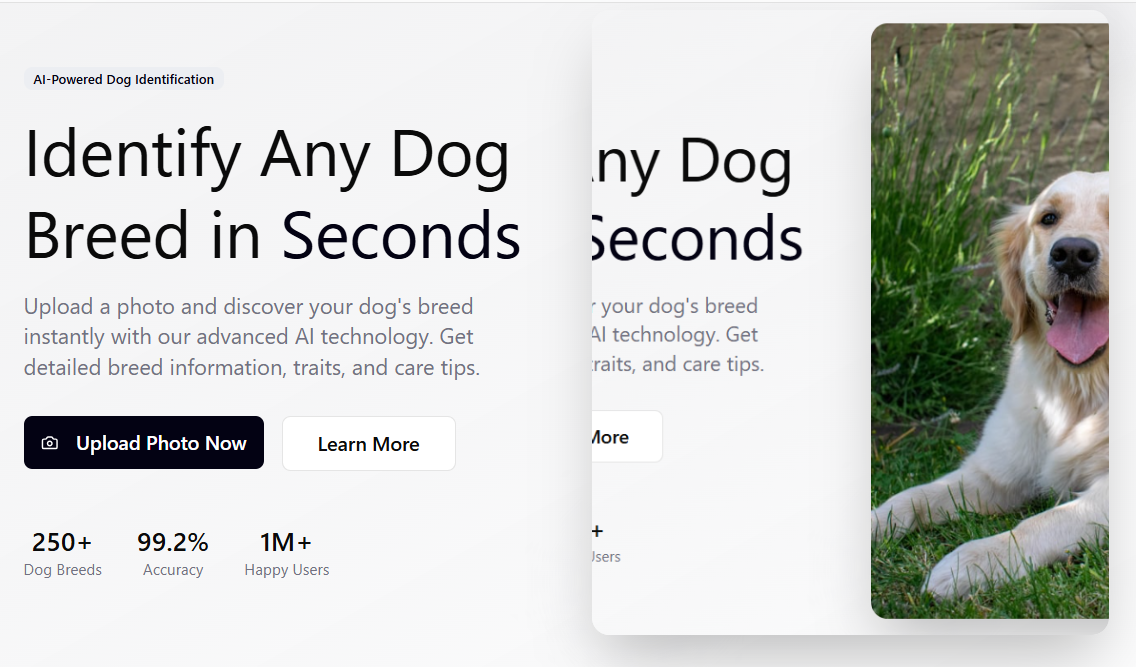 AI-Powered Dog Identification
Identify Any Dog
Breed in Seconds
Upload a photo and discover your dog's breed
instantly with our advanced AI technology. Get
detailed breed information, traits, and care tips.
Upload Photo Now
Learn More
250+
99.2%
1M+
Dog Breeds
Accuracy
Happy Users
ny Dog
Seconds
your dog's breed
AI technology. Get
traits, and care tips.
More
+
Users